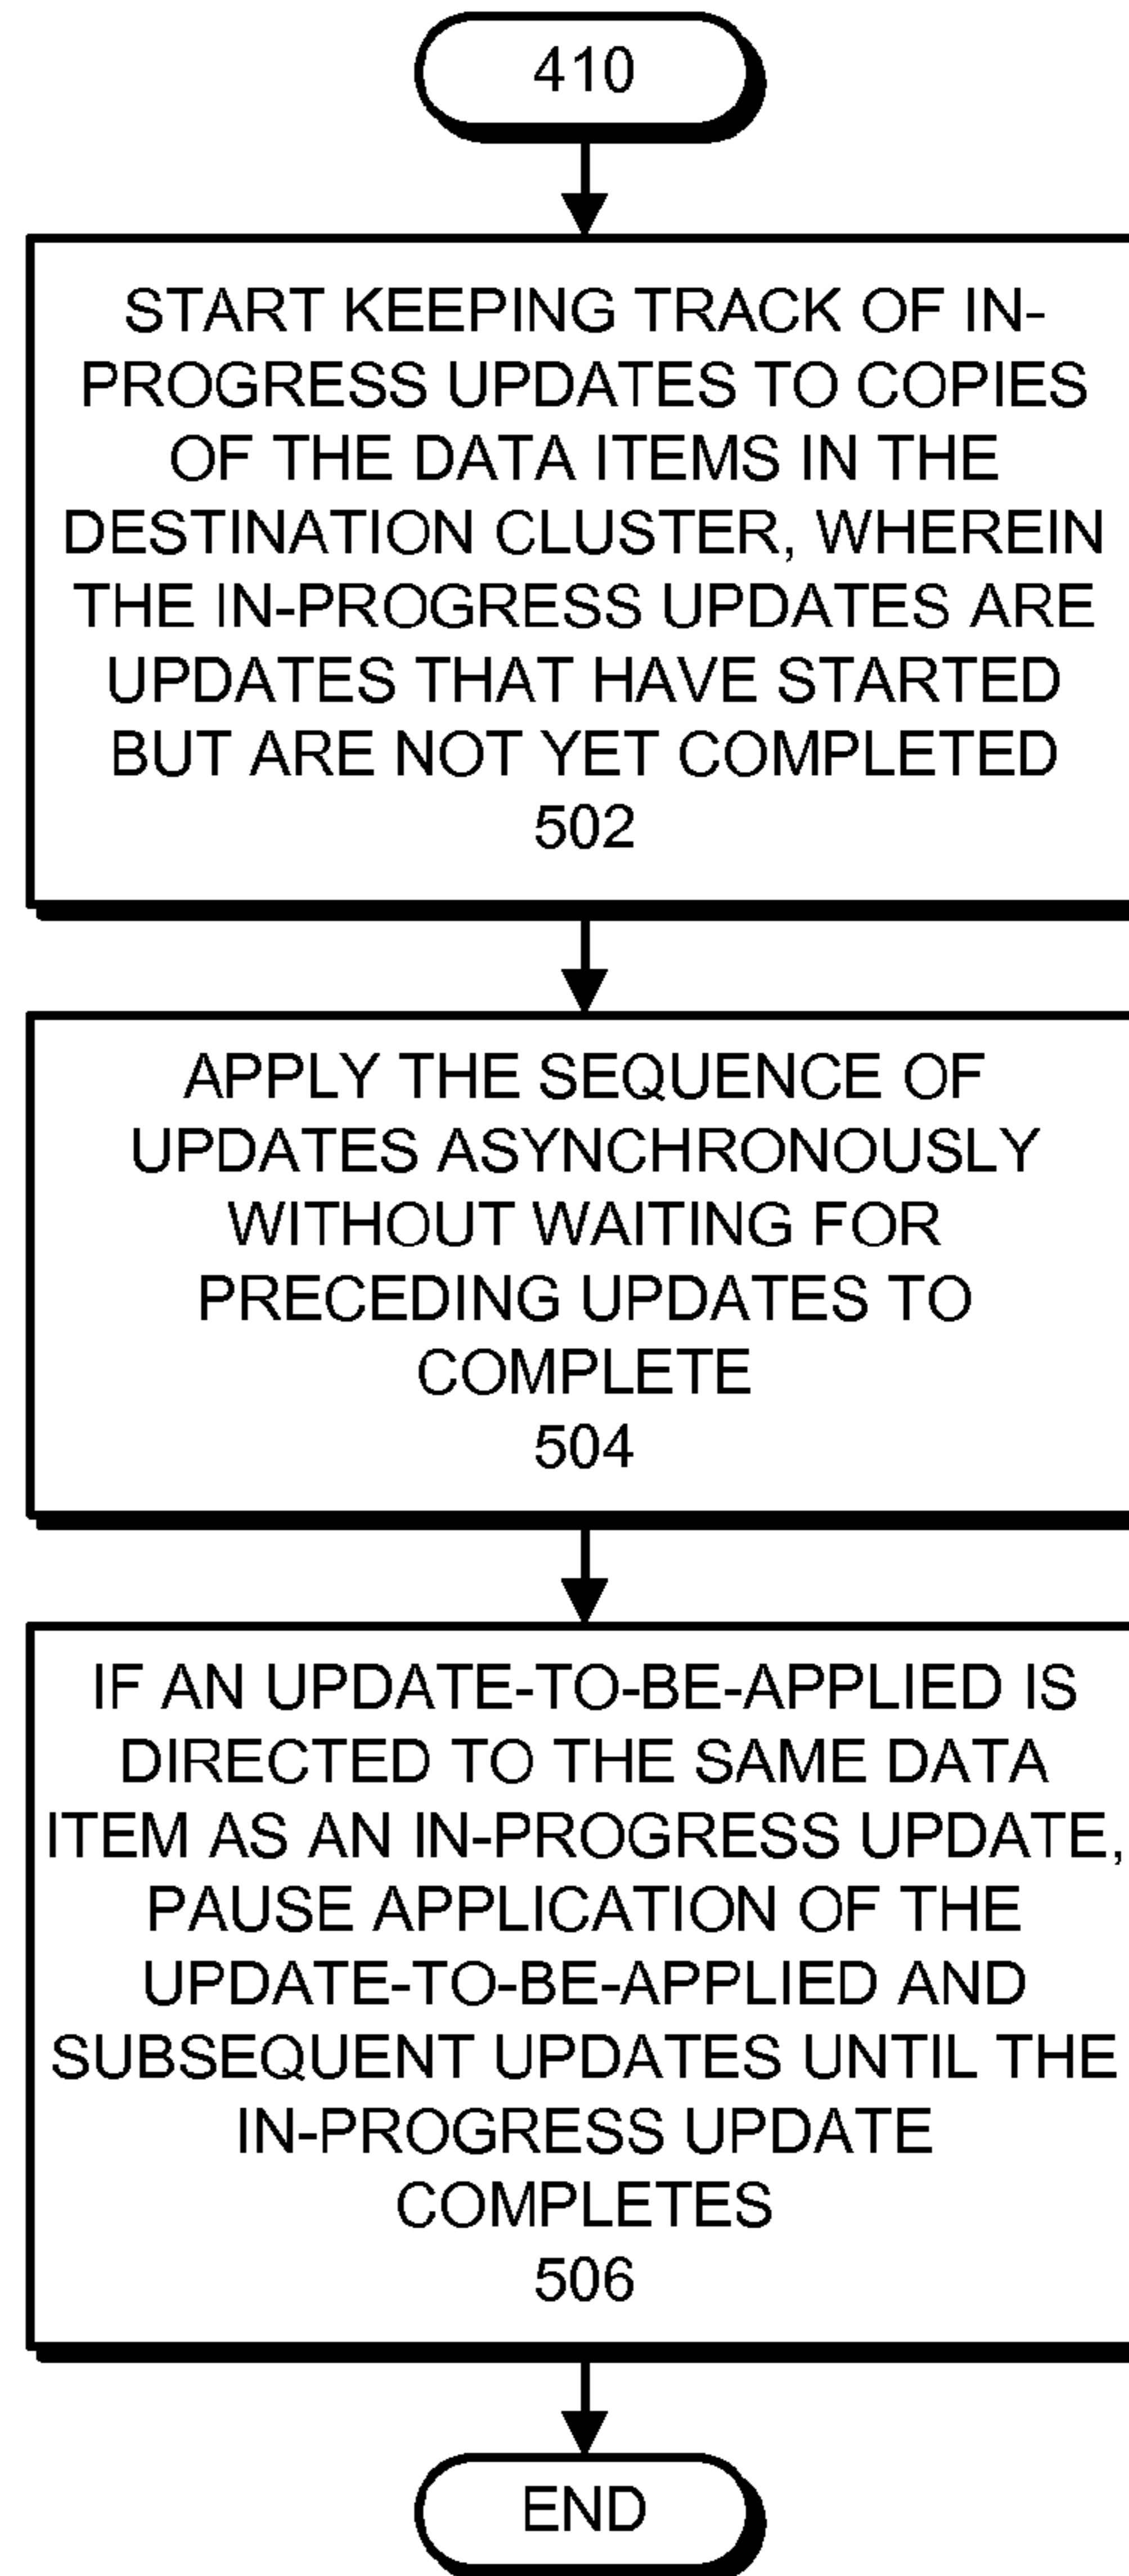 410
START KEEPING TRACK OF IN-
PROGRESS UPDATES TO COPIES
OF THE DATA ITEMS IN THE
DESTINATION CLUSTER, WHEREIN
THE IN-PROGRESS UPDATES ARE
UPDATES THAT HAVE STARTED
BUT ARE NOT YET COMPLETED
502
APPLY THE SEQUENCE OF
UPDATES ASYNCHRONOUSLY
WITHOUT WAITING FOR
PRECEDING UPDATES TO
COMPLETE
504
IF AN UPDATE-TO-BE-APPLIED IS
DIRECTED TO THE SAME DATA
ITEM AS AN IN-PROGRESS UPDATE,
PAUSE APPLICATION OF THE
UPDATE-TO-BE-APPLIED AND
SUBSEQUENT UPDATES UNTIL THE
IN-PROGRESS UPDATE
COMPLETES
506
END